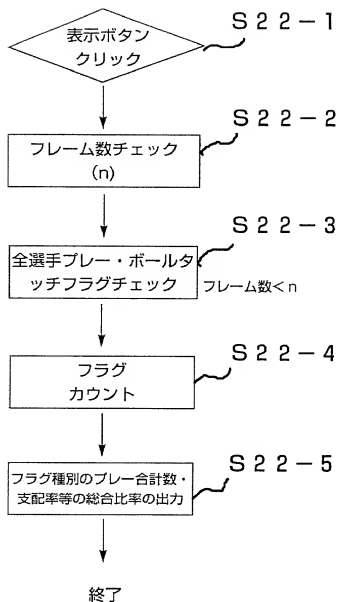 表示ボタン
クリック
S22-1
フレーム数チェック
(n)
S22-2
全選手プレー・ボールタ
ッチフラグチェック
フレーム数<n
S22-3
フラグ
カウント
S22-4
フラグ種別のプレー合計数・
支配率等の総合比率の出力
S22-5
終了